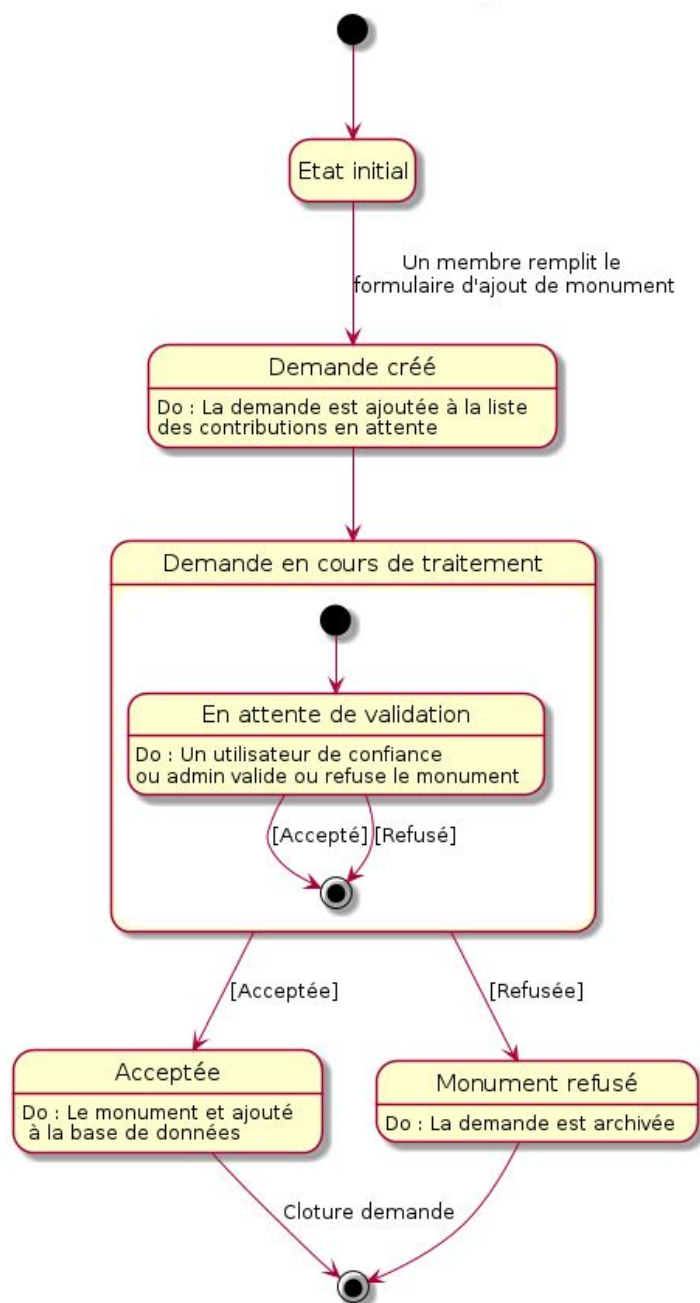 Etat initial
Un membre remplit le
formulaire d'ajout de monument
Demande créé
Do : La demande est ajoutée à la liste
des contributions en attente
Demande en cours de traitement
En attente de validation
Do : Un utilisateur de confiance
ou admin valide ou refuse le monument
[Accepté] [Refusé]
[Acceptée] [Refusée]
Acceptée
Do : Le monument et ajouté
à la base de données
Monument refusé
Do : La demande est archivée
Cloture demande